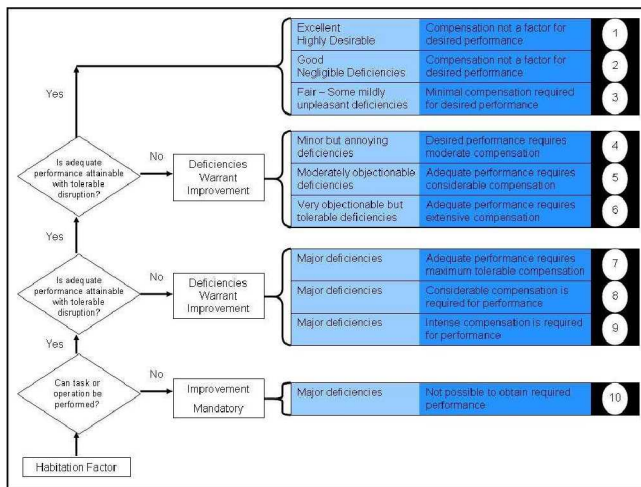 Excellent
Highly Desirable
Compensation not a factor for
desired performance
1
Good
Negligible Deficiencies
Compensation not a factor for
desired performance
2
Yes
Fair – Some mildly
unpleasant deficiencies
Minimal compensation required
for desired performance
3
Is adequate
performance attainable
with tolerable
disruption?
No
Deficiencies
Warrant
Improvement
Minor but annoying
deficiencies
Desired performance requires
moderate compensation
4
Moderately objectionable
deficiencies
Adequate performance requires
considerable compensation
5
Very objectionable but
tolerable deficiencies
Adequate performance requires
extensive compensation
6
Yes
Is adequate
performance attainable
with tolerable
disruption?
No
Deficiencies
Warrant
Improvement
Major deficiencies
Adequate performance requires
maximum tolerable compensation
7
Major deficiencies
Considerable compensation is
required for performance
8
Major deficiencies
Intense compensation is required
for performance
9
Yes
Can task or
operation be
performed?
No
Improvement
Mandatory
Major deficiencies
Not possible to obtain required
performance
10
Habitation Factor